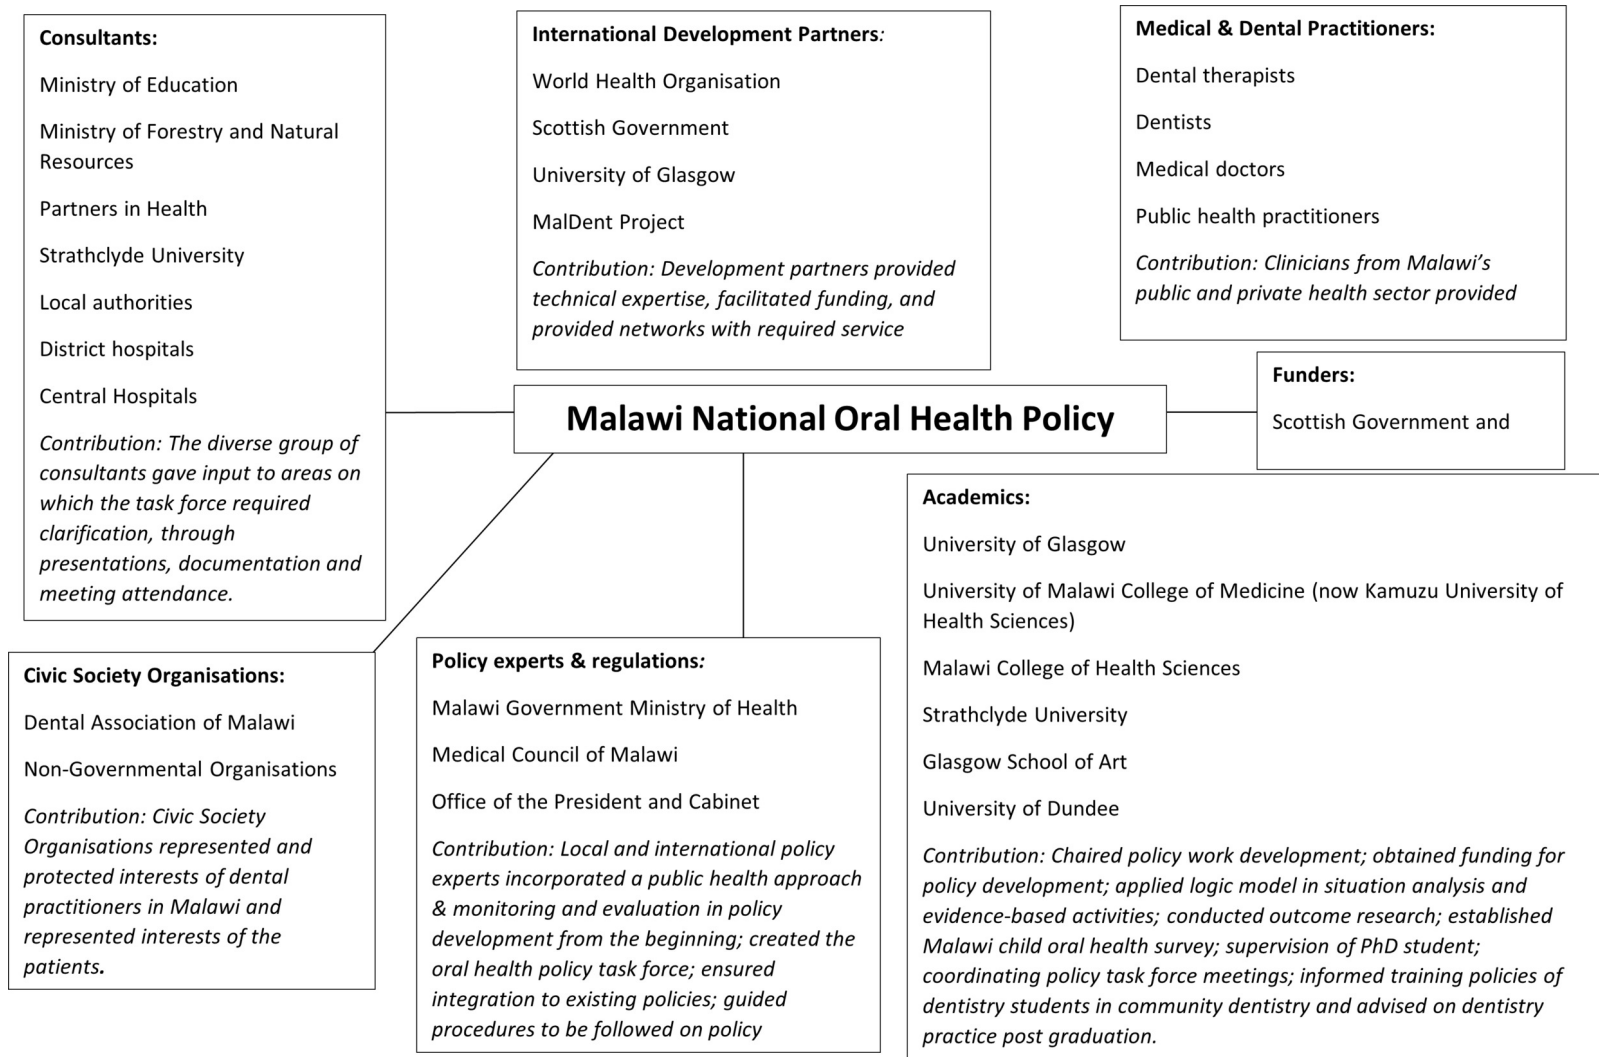 Consultants:
Ministry of Education
Ministry of Forestry and Natural
Resources
Partners in Health
Strathclyde University
Local authorities
District hospitals
Central Hospitals
Contribution: The diverse group of
consultants gave input to areas on
which the task force required
clarification, through
presentations, documentation and
meeting attendance.
International Development Partners:
World Health Organisation
Scottish Government
University of Glasgow
MalDent Project
Contribution: Development partners provided
technical expertise, facilitated funding, and
provided networks with required service
Medical & Dental Practitioners:
Dental therapists
Dentists
Medical doctors
Public health practitioners
Contribution: Clinicians from Malawi’s
public and private health sector provided
Malawi National Oral Health Policy
Funders:
Scottish Government and
Civic Society Organisations:
Dental Association of Malawi
Non-Governmental Organisations
Contribution: Civic Society
Organisations represented and
protected interests of dental
practitioners in Malawi and
represented interests of the
patients.
Policy experts & regulations:
Malawi Government Ministry of Health
Medical Council of Malawi
Office of the President and Cabinet
Contribution: Local and international policy
experts incorporated a public health approach
& monitoring and evaluation in policy
development from the beginning; created the
oral health policy task force; ensured
integration to existing policies; guided
procedures to be followed on policy
Academics:
University of Glasgow
University of Malawi College of Medicine (now Kamuzu University of
Health Sciences)
Malawi College of Health Sciences
Strathclyde University
Glasgow School of Art
University of Dundee
Contribution: Chaired policy work development; obtained funding for
policy development; applied logic model in situation analysis and
evidence-based activities; conducted outcome research; established
Malawi child oral health survey; supervision of PhD student;
coordinating policy task force meetings; informed training policies of
dentistry students in community dentistry and advised on dentistry
practice post graduation.